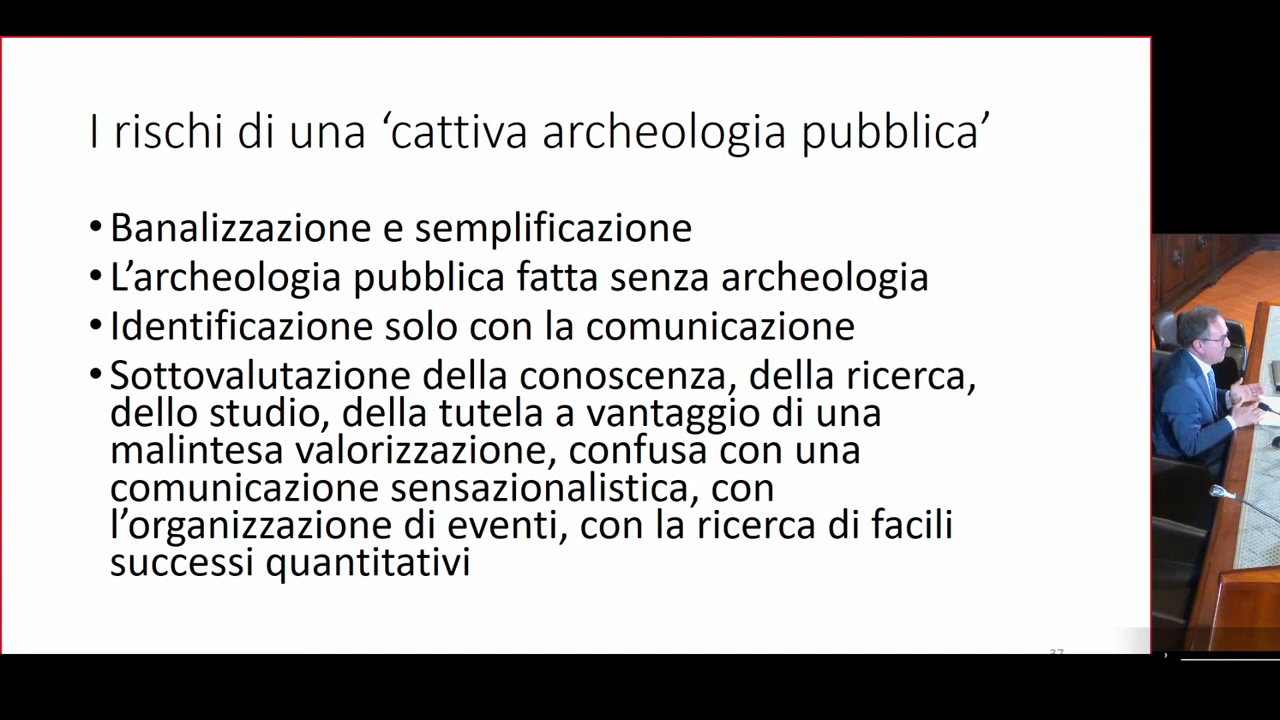 I rischi di una ‘cattiva archeologia pubblica’
• Banalizzazione e semplificazione
• L’archeologia pubblica fatta senza archeologia
• Identificazione solo con la comunicazione
• Sottovalutazione della conoscenza, della ricerca,
dello studio, della tutela a vantaggio di una
malintesa valorizzazione, confusa con una
comunicazione sensazionalistica, con
l’organizzazione di eventi, con la ricerca di facili
successi quantitativi
37